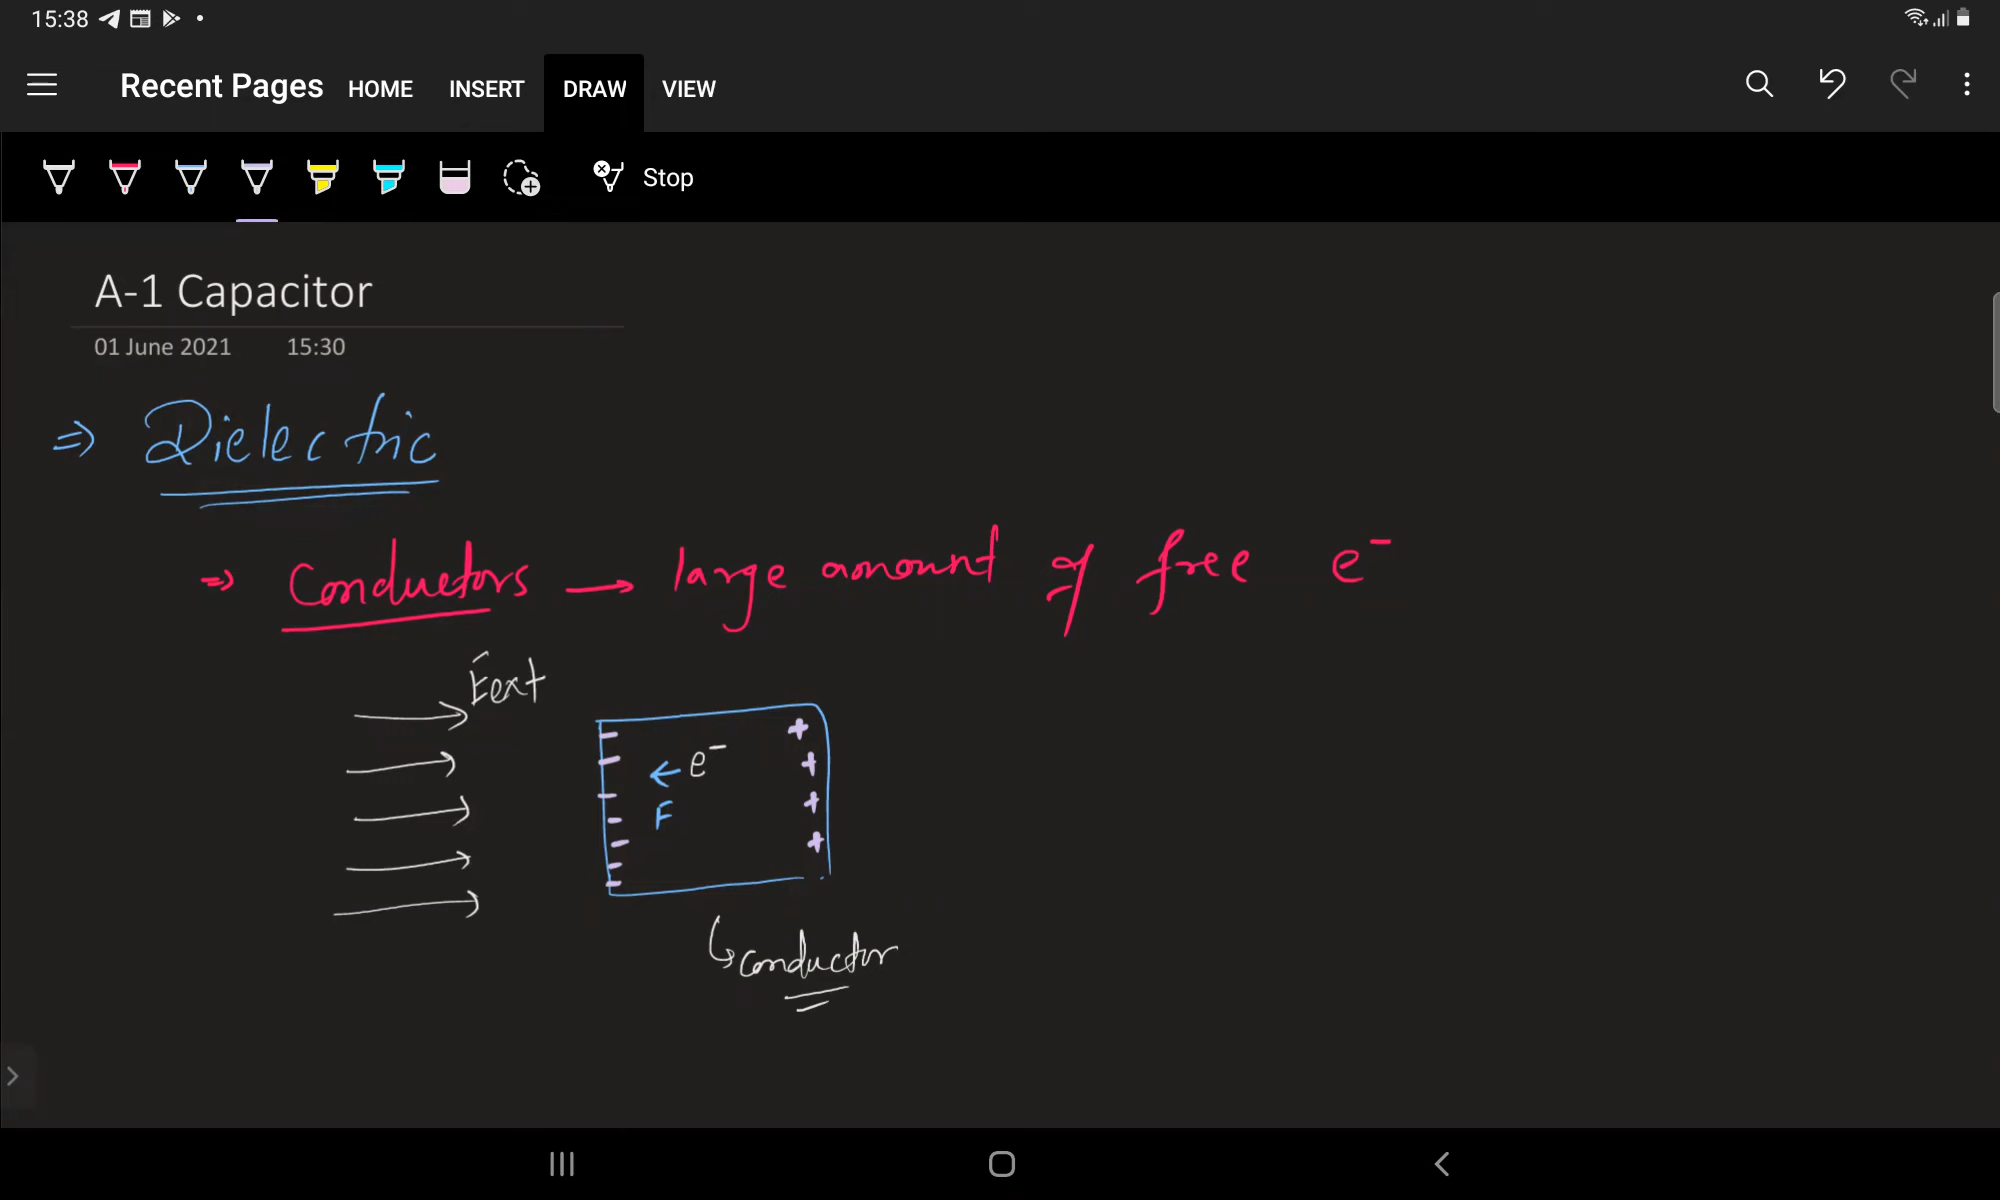 15:38
Recent Pages HOME INSERT DRAW VIEW
Stop
A-1 Capacitor
01 June 2021 15:30
⇒ Dielectric
⇒ Conductors → large amount of free e⁻
Eext
− +
− e⁻ +
− ← F +
− +
−
−
−
↳ conductor